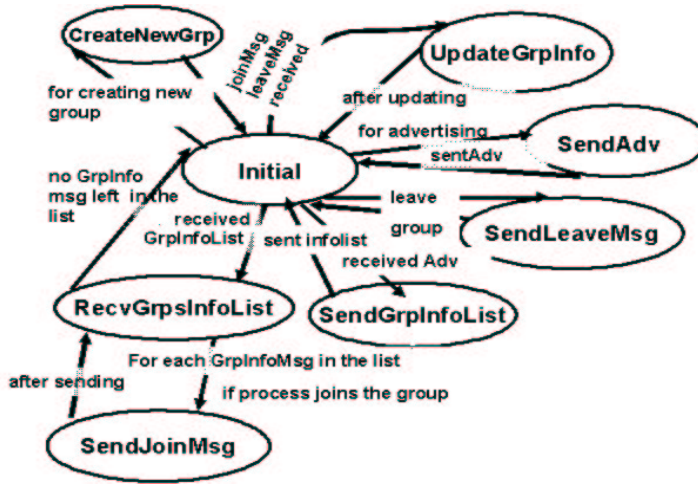 CreateNewGrp
joinMsg
leaveMsg
received
UpdateGrpInfo
for creating new
group
after updating
for advertising
SendAdv
sentAdv
Initial
no GrpInfo
msg left in the
list
leave
group
received
GrpInfoList
sent infolist
SendLeaveMsg
received Adv
RecvGrpsInfoList
SendGrpInfoList
For each GrpInfoMsg in the list
after sending
if process joins the group
SendJoinMsg